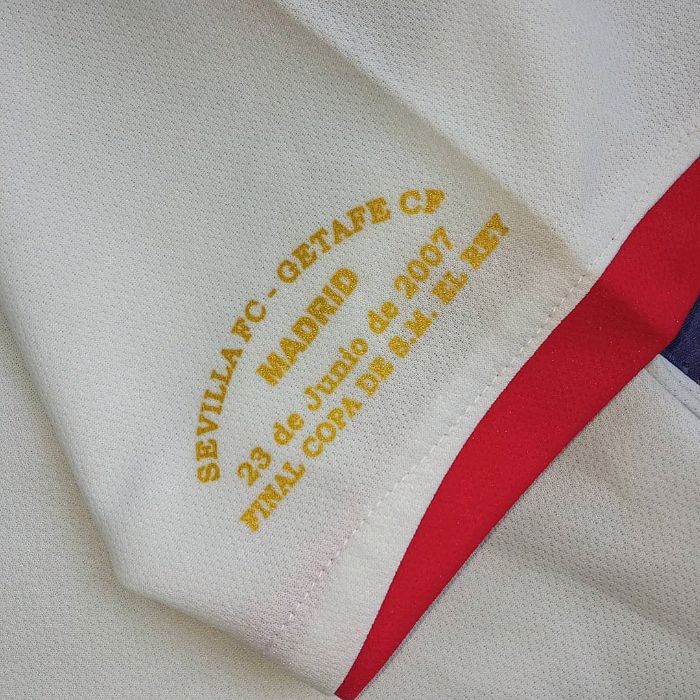 SEVILLA FC - GETAFE CF
MADRID
23 de Junio de 2007
FINAL COPA DE S.M. EL REY